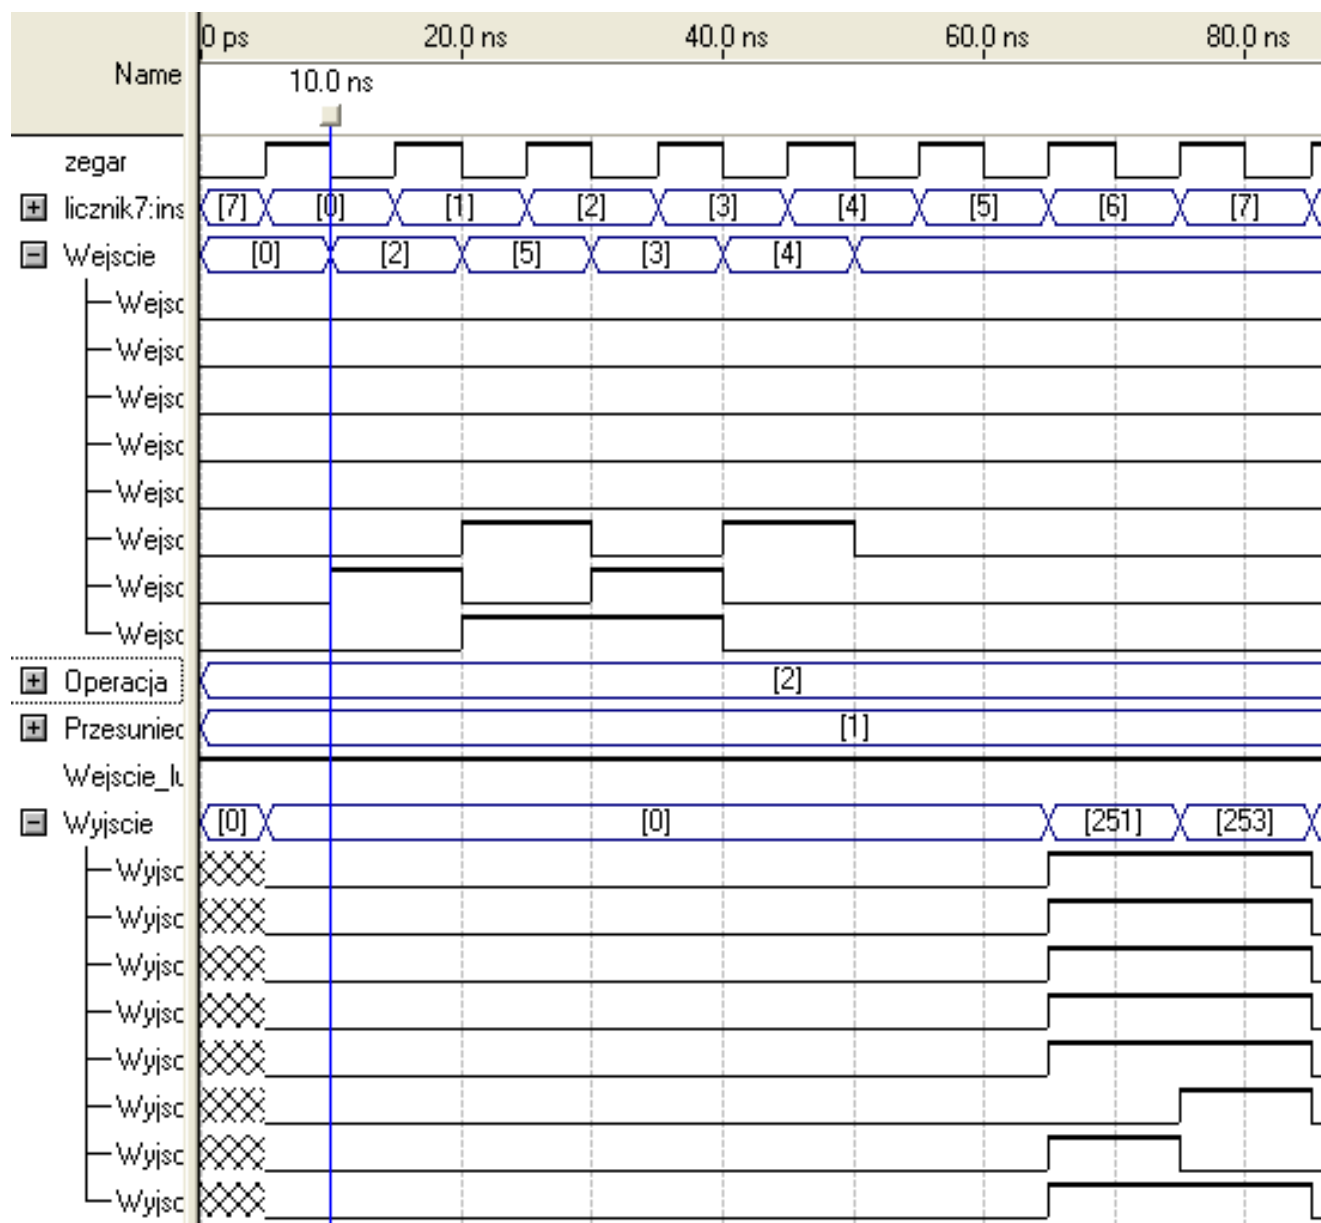 0 ps 20.0 ns 40.0 ns 60.0 ns 80.0 ns
Name
10.0 ns
zegar
licznik7:ins [7] [0] [1] [2] [3] [4] [5] [6] [7]
Wejscie [0] [2] [5] [3] [4]
Wejsc
Wejsc
Wejsc
Wejsc
Wejsc
Wejsc
Wejsc
Wejsc
Operacja [2]
Przesuniec [1]
Wejscie_lu
Wyjscie [0] [0] [251] [253]
Wyjsc
Wyjsc
Wyjsc
Wyjsc
Wyjsc
Wyjsc
Wyjsc
Wyjsc